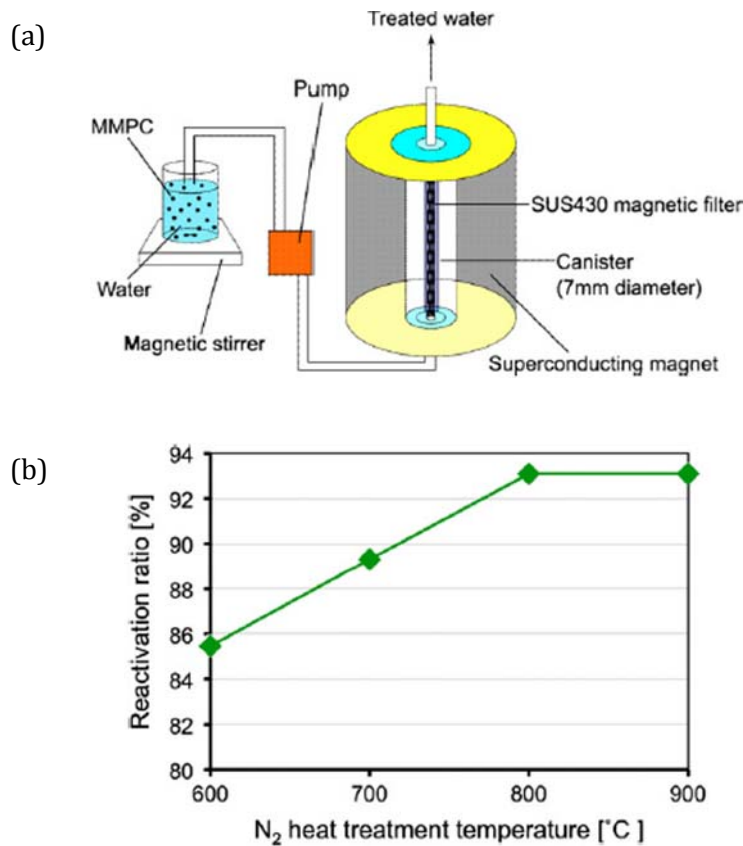 (a)
Treated water
Pump
MMPC
SUS430 magnetic filter
Canister
(7mm diameter)
Water
Magnetic stirrer
Superconducting magnet
(b)
Reactivation ratio [%]
94
92
90
88
86
84
82
80
600 700 800 900
N₂ heat treatment temperature [°C ]